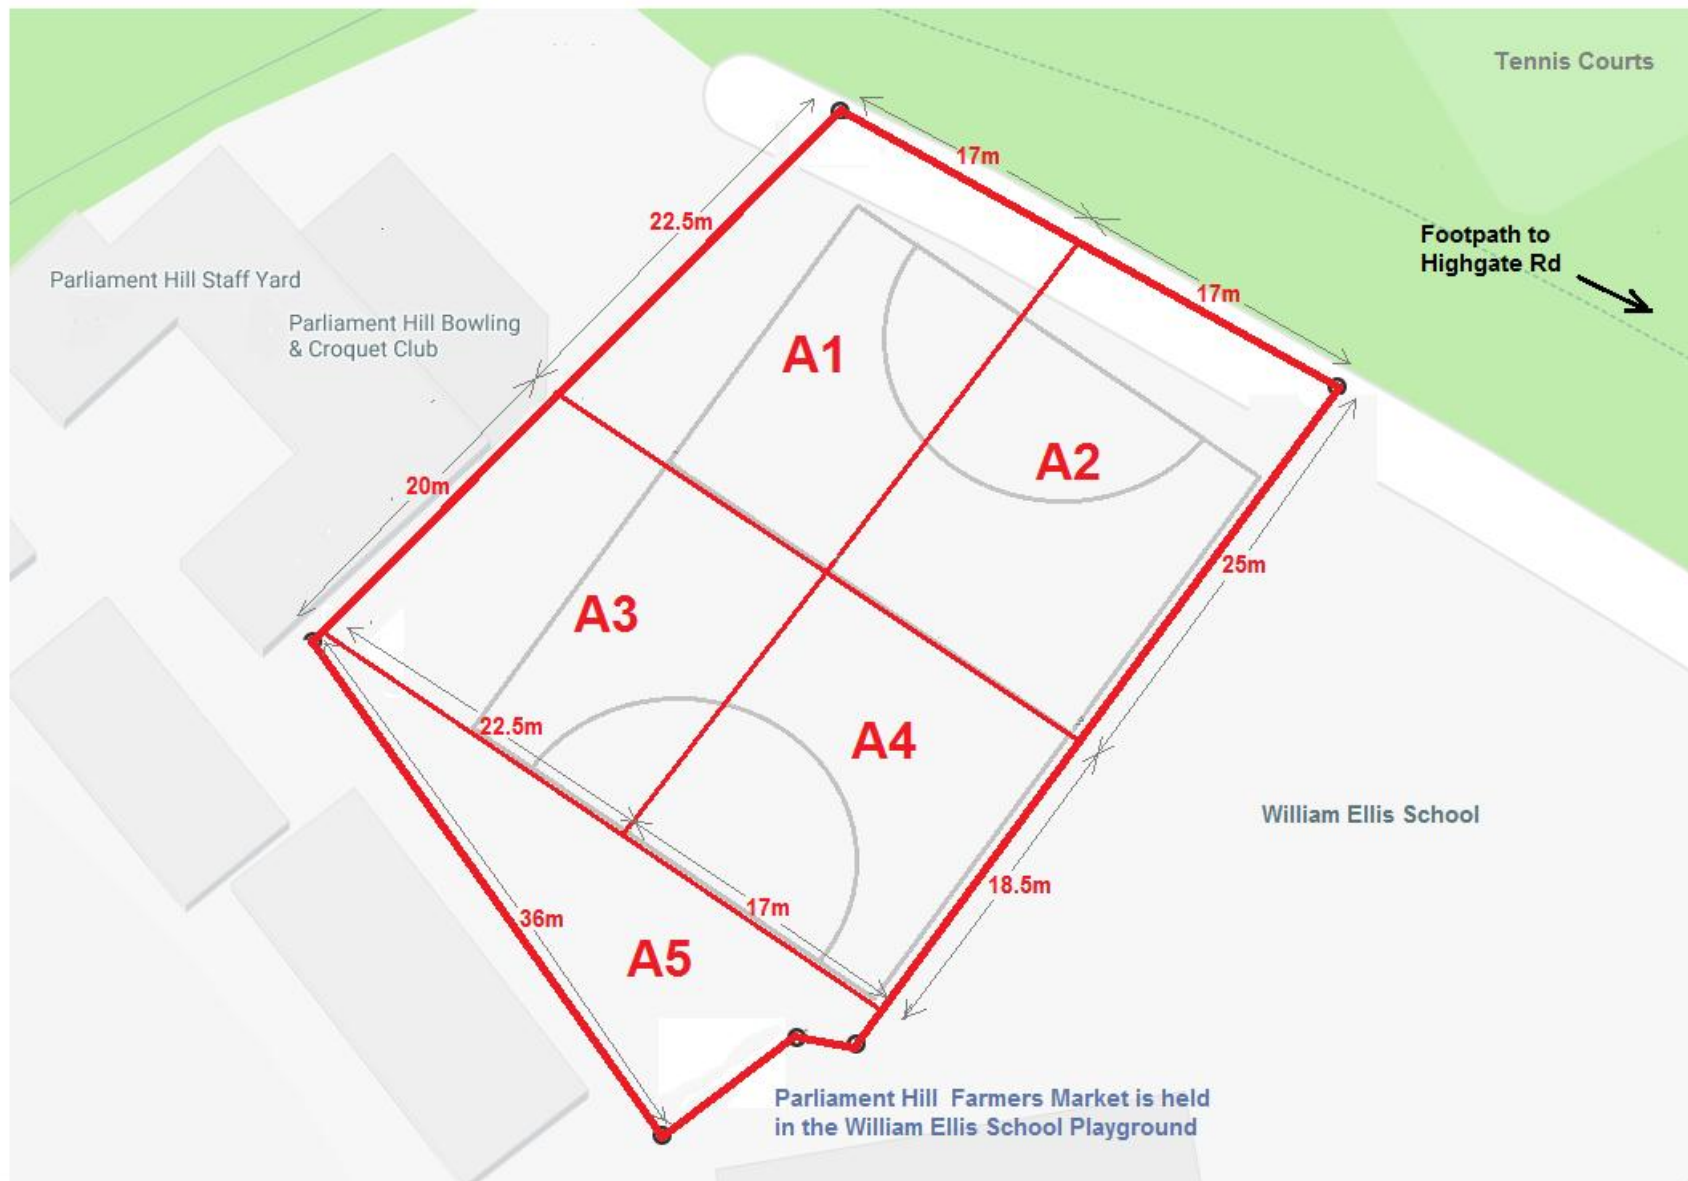 Tennis Courts
17m
22.5m
Footpath to
Highgate Rd
Parliament Hill Staff Yard
17m
Parliament Hill Bowling
& Croquet Club
A1
A2
20m
25m
A3
22.5m
A4
William Ellis School
18.5m
17m
36m
A5
Parliament Hill  Farmers Market is held
in the William Ellis School Playground